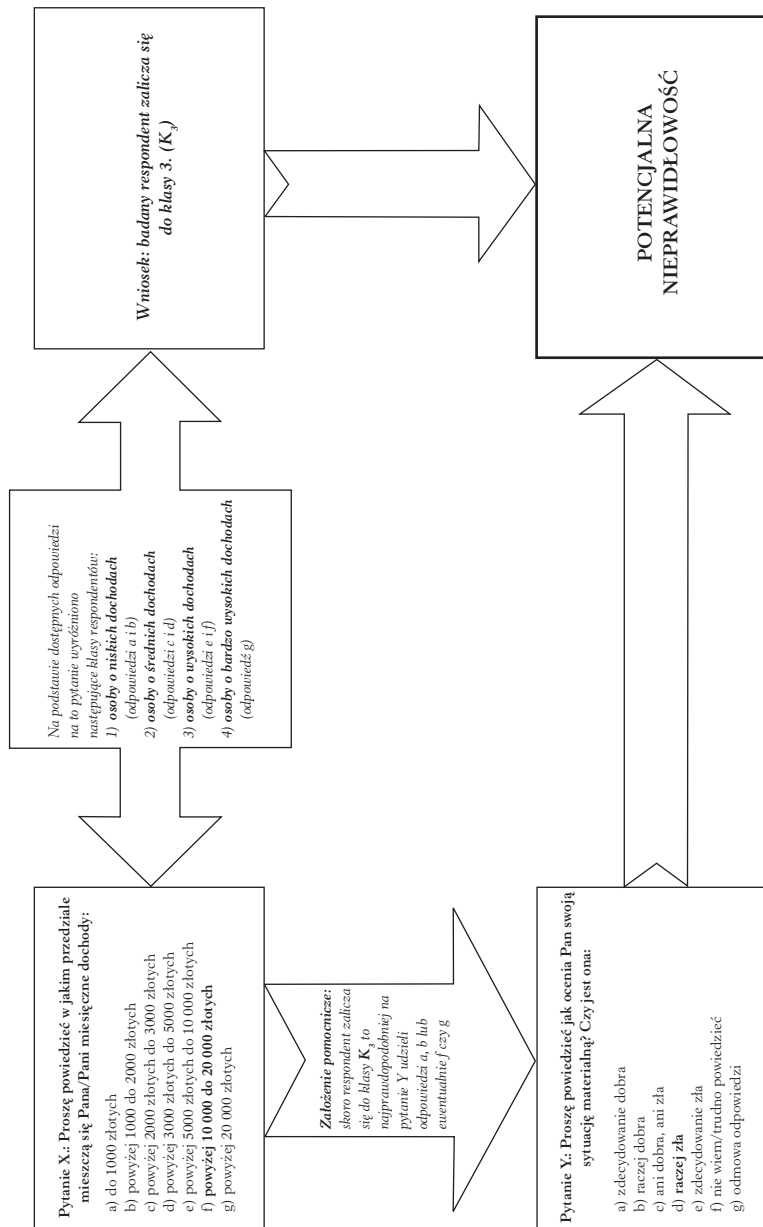 Pytanie X.: Proszę powiedzieć w jakim przedziale
mieszczą się Pana/Pani miesięczne dochody:
a) do 1000 złotych
b) powyżej 1000 do 2000 złotych
c) powyżej 2000 złotych do 3000 złotych
d) powyżej 3000 złotych do 5000 złotych
e) powyżej 5000 złotych do 10 000 złotych
f) powyżej 10 000 do 20 000 złotych
g) powyżej 20 000 złotych
Na podstawie dostępnych odpowiedzi
na to pytanie wyróżniono
następujące klasy respondentów:
1) osoby o niskich dochodach
(odpowiedzi a i b)
2) osoby o średnich dochodach
(odpowiedzi c i d)
3) osoby o wysokich dochodach
(odpowiedzi e i f)
4) osoby o bardzo wysokich dochodach
(odpowiedź g)
Wniosek: badany respondent zalicza się
do klasy 3. (K₃)
Założenie pomocnicze:
skoro respondent zalicza
się do klasy K₃ to
najprawdopodobniej na
pytanie Y udzieli
odpowiedzi a, b lub
ewentualnie f czy g
Pytanie Y.: Proszę powiedzieć jak ocenia Pan swoją
sytuację materialną? Czy jest ona:
a) zdecydowanie dobra
b) raczej dobra
c) ani dobra, ani zła
d) raczej zła
e) zdecydowanie zła
f) nie wiem/trudno powiedzieć
g) odmowa odpowiedzi
POTENCJALNA
NIEPRAWIDŁOWOŚĆ